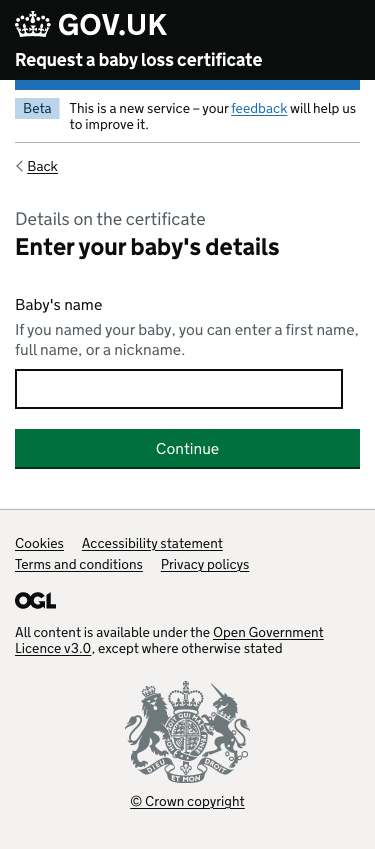 GOV.UK
Request a baby loss certificate
Beta This is a new service – your feedback will help us
to improve it.
Back
Details on the certificate
Enter your baby's details
Baby's name
If you named your baby, you can enter a first name,
full name, or a nickname.
Continue
Cookies Accessibility statement
Terms and conditions Privacy policys
OGL
All content is available under the Open Government
Licence v3.0, except where otherwise stated
DIEU ET MON
© Crown copyright